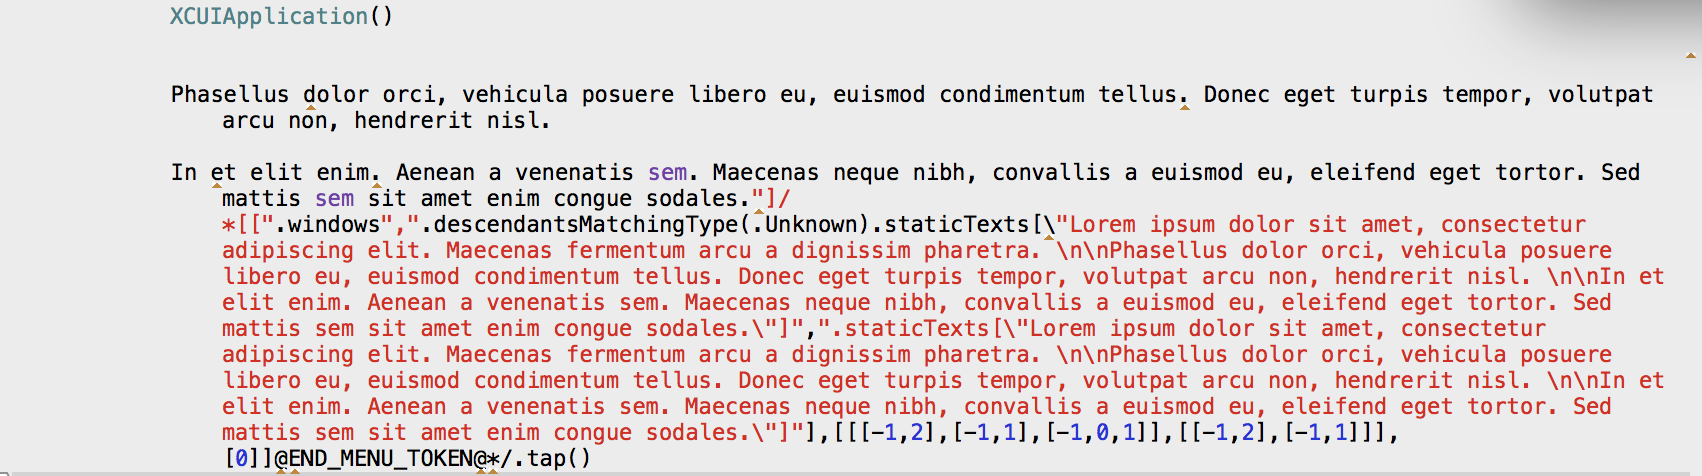 XCUIApplication()
Phasellus dolor orci, vehicula posuere libero eu, euismod condimentum tellus. Donec eget turpis tempor, volutpat
arcu non, hendrerit nisl.
In et elit enim. Aenean a venenatis sem. Maecenas neque nibh, convallis a euismod eu, eleifend eget tortor. Sed
mattis sem sit amet enim congue sodales."]/
*[[".windows",".descendantsMatchingType(.Unknown).staticTexts[\"Lorem ipsum dolor sit amet, consectetur
adipiscing elit. Maecenas fermentum arcu a dignissim pharetra. \n\nPhasellus dolor orci, vehicula posuere
libero eu, euismod condimentum tellus. Donec eget turpis tempor, volutpat arcu non, hendrerit nisl. \n\nIn et
elit enim. Aenean a venenatis sem. Maecenas neque nibh, convallis a euismod eu, eleifend eget tortor. Sed
mattis sem sit amet enim congue sodales.\"]",".staticTexts[\"Lorem ipsum dolor sit amet, consectetur
adipiscing elit. Maecenas fermentum arcu a dignissim pharetra. \n\nPhasellus dolor orci, vehicula posuere
libero eu, euismod condimentum tellus. Donec eget turpis tempor, volutpat arcu non, hendrerit nisl. \n\nIn et
elit enim. Aenean a venenatis sem. Maecenas neque nibh, convallis a euismod eu, eleifend eget tortor. Sed
mattis sem sit amet enim congue sodales.\"]"],[[[-1,2],[-1,1],[-1,0,1]],[[-1,2],[-1,1]]],
[0]]@END_MENU_TOKEN@*/.tap()